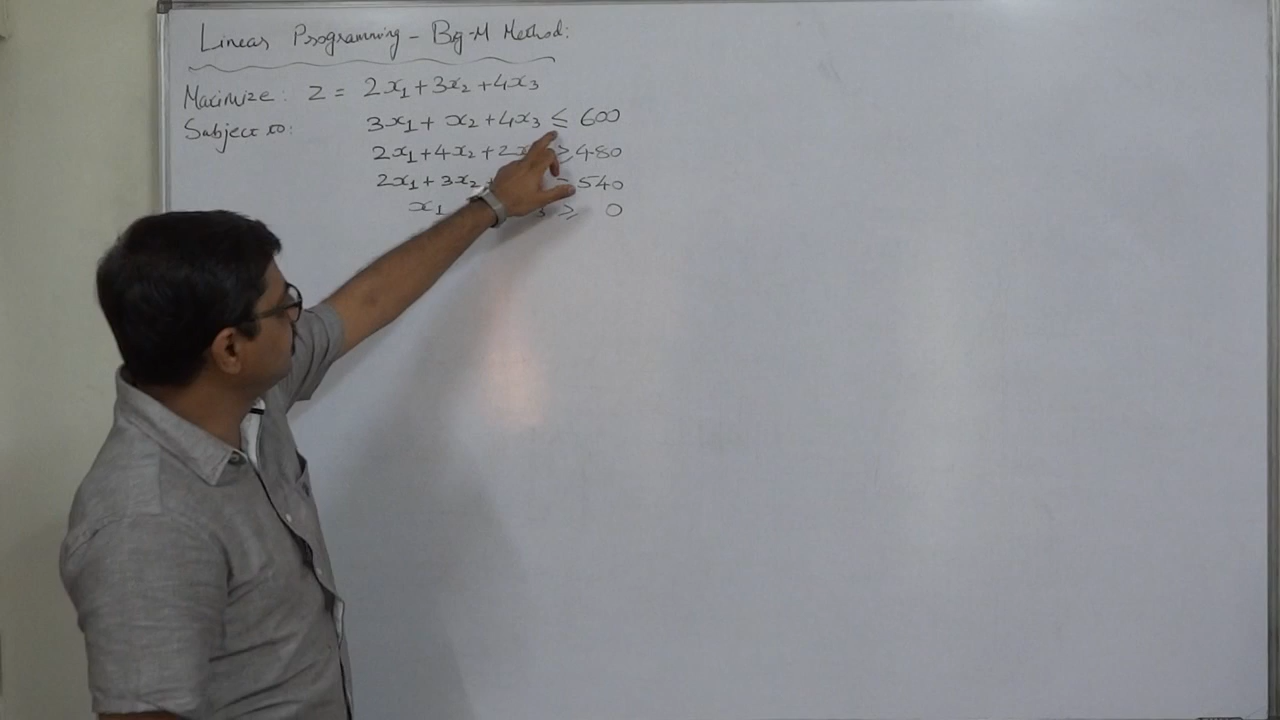 Linear Programming - Big-M Method:
Maximize: Z = 2x₁+3x₂+4x₃
Subject to: 3x₁+x₂+4x₃ ≤ 600
2x₁+4x₂+2x ≥ 480
2x₁+3x₂ = 540
x₁ 3 ≥ 0